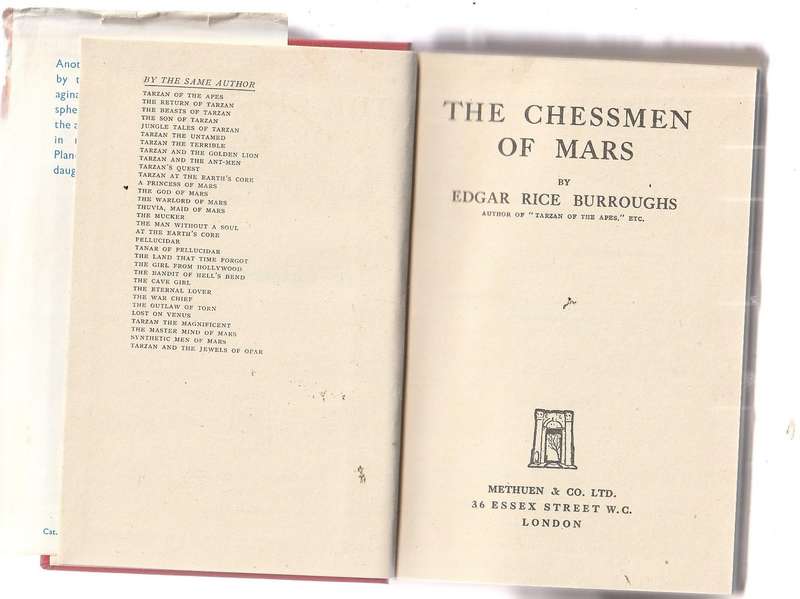 Anot
by t
agina
sphe
the a
in
Plan
daug
Cat.
BY THE SAME AUTHOR
TARZAN OF THE APES
THE RETURN OF TARZAN
THE BEASTS OF TARZAN
THE SON OF TARZAN
JUNGLE TALES OF TARZAN
TARZAN THE UNTAMED
TARZAN THE TERRIBLE
TARZAN AND THE GOLDEN LION
TARZAN AND THE ANT-MEN
TARZAN'S QUEST
TARZAN AT THE EARTH'S CORE
A PRINCESS OF MARS
THE GOD OF MARS
THE WARLORD OF MARS
THUVIA, MAID OF MARS
THE MUCKER
THE MAN WITHOUT A SOUL
AT THE EARTH'S CORE
PELLUCIDAR
TANAR OF PELLUCIDAR
THE LAND THAT TIME FORGOT
THE GIRL FROM HOLLYWOOD
THE BANDIT OF HELL'S BEND
THE CAVE GIRL
THE ETERNAL LOVER
THE WAR CHIEF
THE OUTLAW OF TORN
LOST ON VENUS
TARZAN THE MAGNIFICENT
THE MASTER MIND OF MARS
SYNTHETIC MEN OF MARS
TARZAN AND THE JEWELS OF OPAR
THE CHESSMEN
OF MARS
BY
EDGAR RICE BURROUGHS
AUTHOR OF "TARZAN OF THE APES," ETC.
METHUEN & CO. LTD.
36 ESSEX STREET W.C.
LONDON